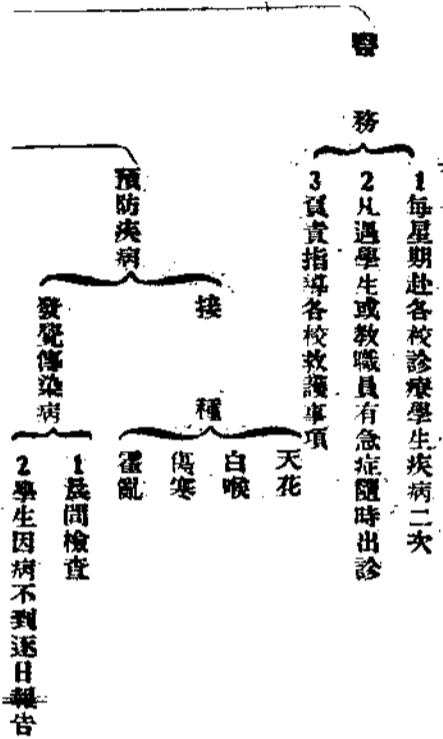 醫務
1每星期赴各校診療學生疾病二次
2凡遇學生或教職員有急症隨時出診
3負責指導各校救護事項
預防疾病
接種
天花
白喉
傷寒
霍亂
發覺傳染病
1晨間檢查
2學生因病不到逐日報告